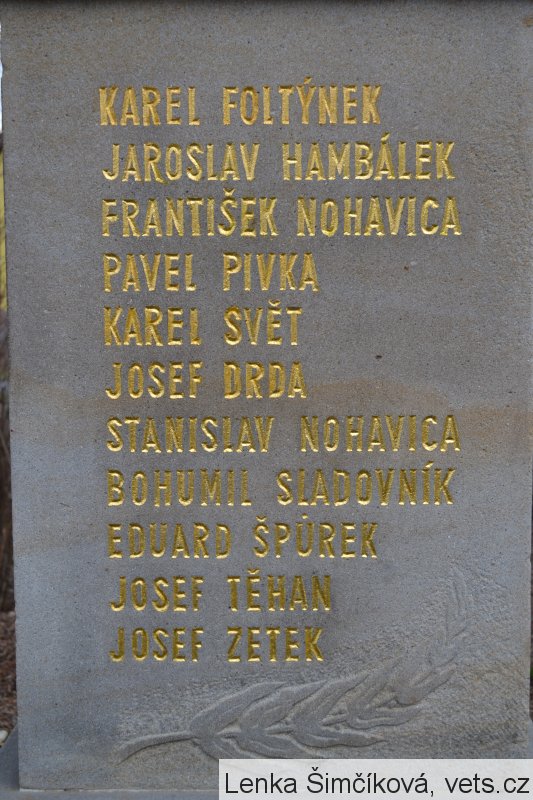 KAREL FOLTÝNEK
JAROSLAV HAMBÁLEK
FRANTIŠEK NOHAVICA
PAVEL PIVKA
KAREL SVĚT
JOSEF DRDA
STANISLAV NOHAVICA
BOHUMIL SLADOVNÍK
EDUARD ŠPŮREK
JOSEF TĚHAN
JOSEF ZETEK
Lenka Šimčíková, vets.cz